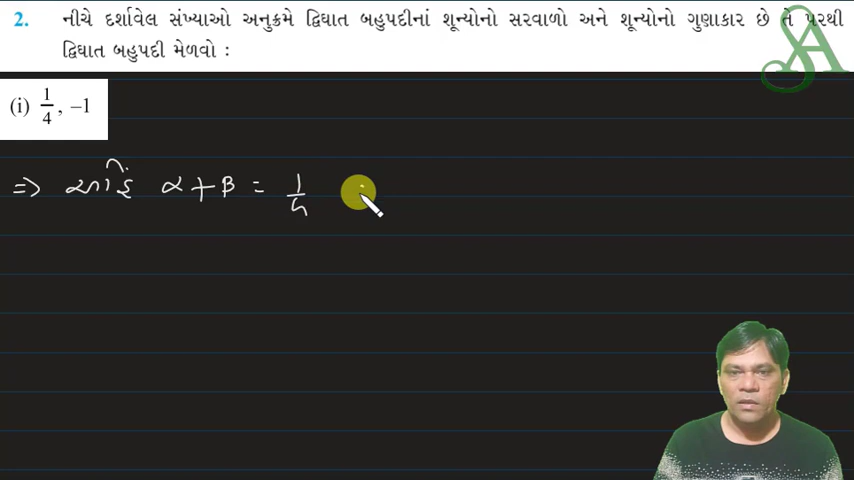 2. નીચે દર્શાવેલ સંખ્યાઓ અનુક્રમે દ્વિઘાત બહુપદીનાં શૂન્યોનો સરવાળો અને શૂન્યોનો ગુણાકાર છે તે પરથી
દ્વિઘાત બહુપદી મેળવો :
(i) 1/4, –1
⇒ અહિં α + β = 1/4